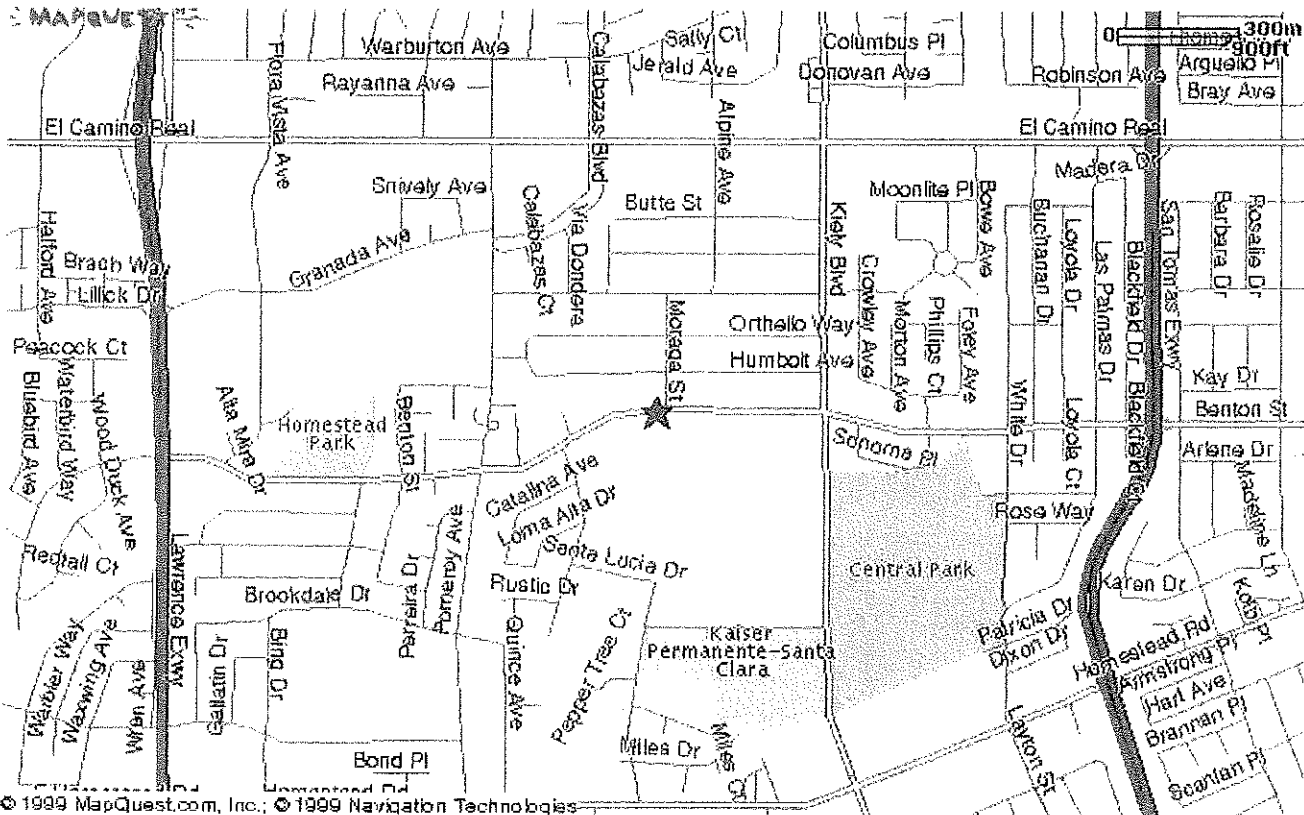 MAPQUEST
0 300m
900ft
Warburton Ave
Sally Ct
Columbus Pl
Flora Vista Ave
Calabazas Blvd
Jerald Ave
Donovan Ave
Robinson Ave
Arguello Pl
Rayanna Ave
Bray Ave
Alpine Ave
El Camino Real
El Camino Real
Madera Dr
Snively Ave
Calabazas Ct
Via Dondera
Butte St
Kiely Blvd
Moonlite Pl
Bowe Ave
Buchanan Dr
Loyola Dr
Las Palmas Dr
Blackfield Dr
San Tomas Exwy
Barbara Dr
Rosalie Dr
Halford Ave
Granada Ave
Brach Way
Lillick Dr
Moraga St
Orthello Way
Crowley Ave
Morton Ave
Phillips Ct
Foley Ave
Peacock Ct
Humbolt Ave
Kay Dr
Bluebird Ave
Waterbird Way
Wood Duck Ave
Alta Mira Dr
Homestead
Park
Benton St
White Dr
Loyola Ct
Blackfield
Benton St
Sonoma Pl
Arlene Dr
Madeline Ln
Catalina Ave
Loma Alta Dr
Rose Way
Redtail Ct
Lawrence Exwy
Santa Lucia Dr
Central Park
Karen Dr
Kolb Pl
Brookdale Dr
Perreira Dr
Pomeroy Ave
Rustic Dr
Quince Ave
Pepper Tree Ct
Kaiser
Permanente-Santa
Clara
Patricia Dr
Dixon Dr
Homestead Rd
Armstrong Pl
Hart Ave
Brannan Pl
Warbler Way
Waxwing Ave
Wren Ave
Gallatin Dr
Bing Dr
Bond Pl
Miles Dr
Miles Ct
Layton St
Scanlan Pl
Homestead Rd
© 1999 MapQuest.com, Inc.; © 1999 Navigation Technologies